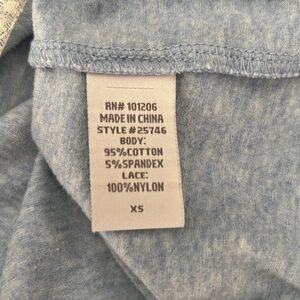 RN# 101206
MADE IN CHINA
STYLE #25746
BODY:
95%COTTON
5%SPANDEX
LACE:
100%NYLON
XS